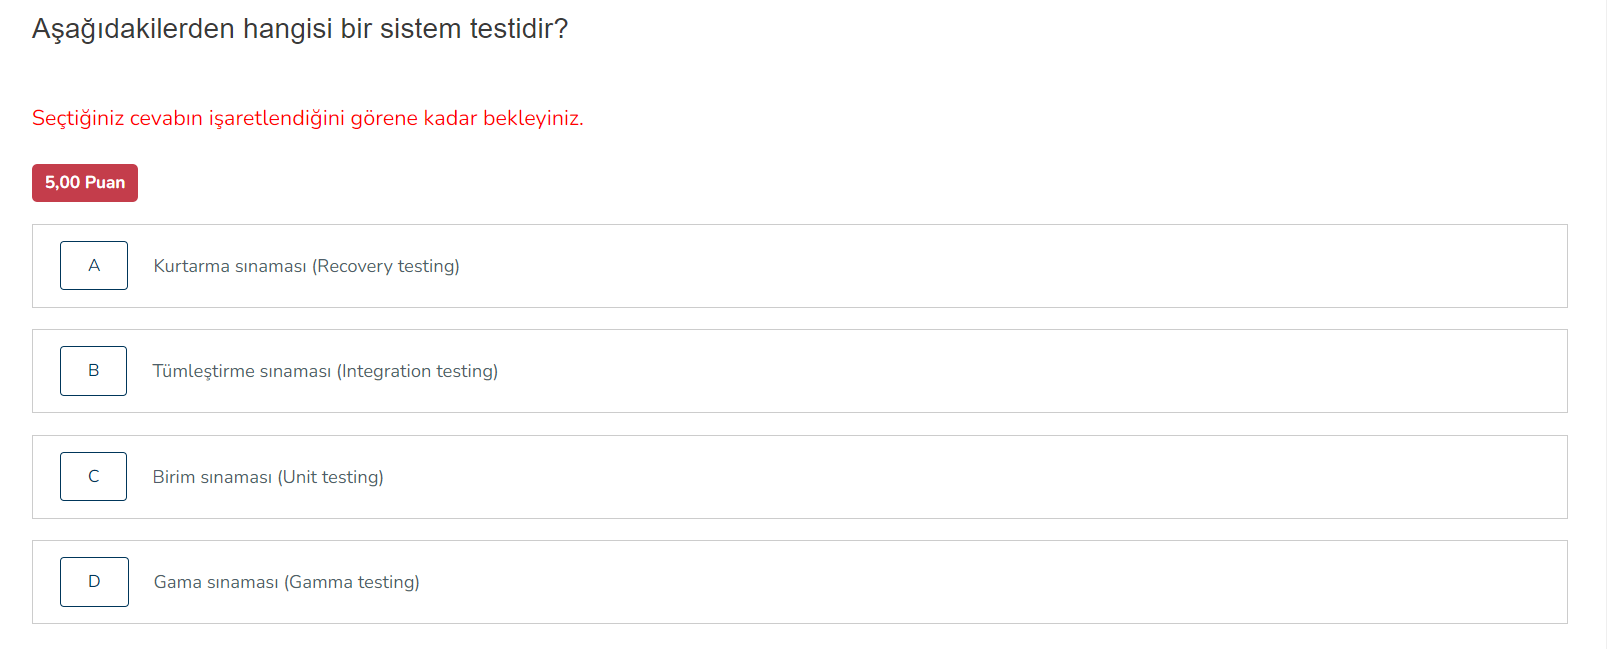 Aşağıdakilerden hangisi bir sistem testidir?
Seçtiğiniz cevabın işaretlendiğini görene kadar bekleyiniz.
5,00 Puan
A Kurtarma sınaması (Recovery testing)
B Tümleştirme sınaması (Integration testing)
C Birim sınaması (Unit testing)
D Gama sınaması (Gamma testing)